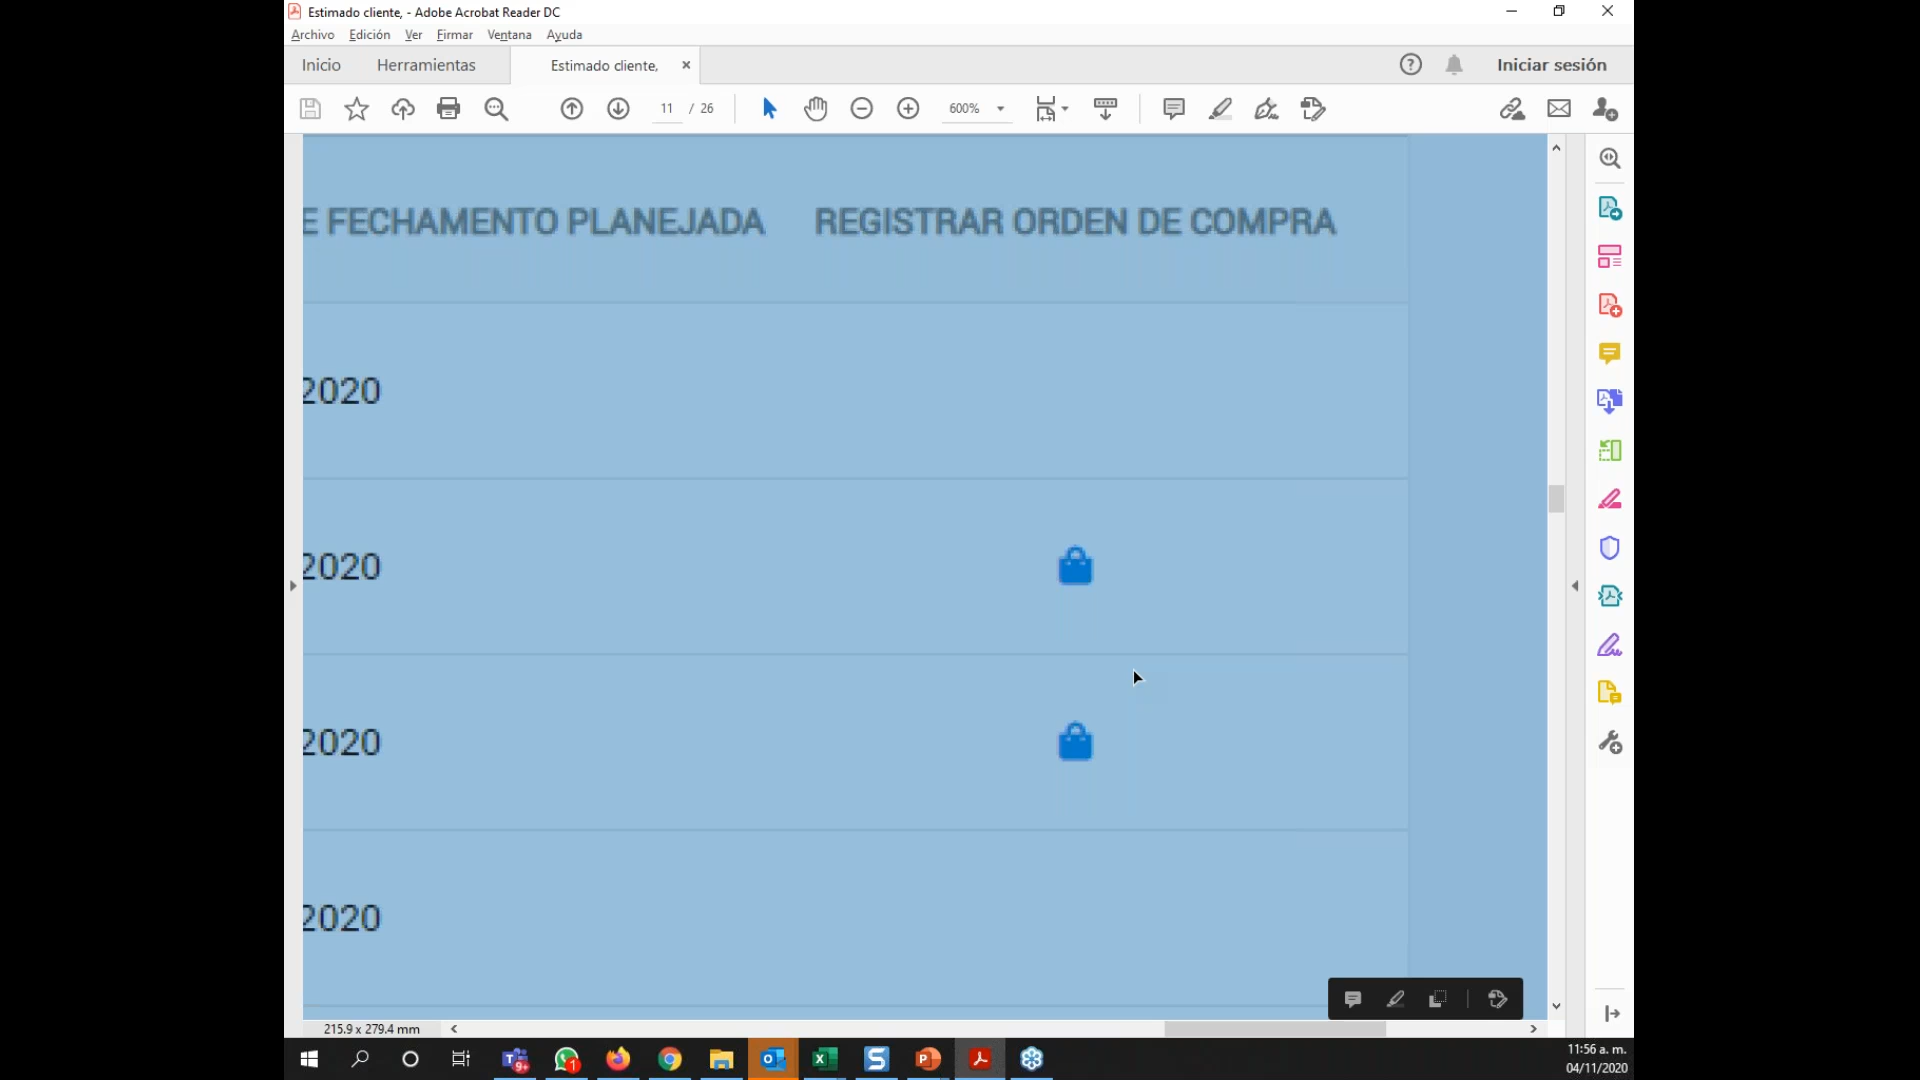 Estimado cliente, - Adobe Acrobat Reader DC
Archivo Edición Ver Firmar Ventana Ayuda
Inicio Herramientas Estimado cliente, Iniciar sesión
11 / 26 600%
E FECHAMENTO PLANEJADA REGISTRAR ORDEN DE COMPRA
2020
2020
2020
2020
215.9 x 279.4 mm
9+
1
11:56 a. m.
04/11/2020